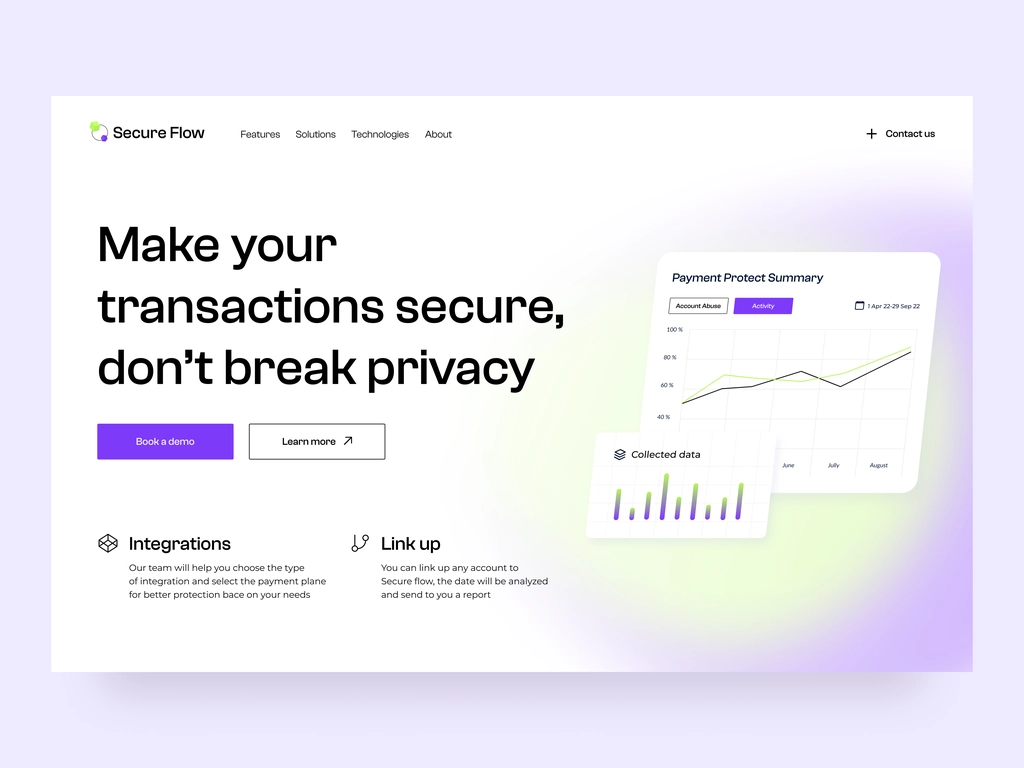 Secure Flow
Features
Solutions
Technologies
About
Contact us
Make your
transactions secure,
don’t break privacy
Book a demo
Learn more
Integrations
Our team will help you choose the type
of integration and select the payment plane
for better protection bace on your needs
Link up
You can link up any account to
Secure flow, the date will be analyzed
and send to you a report
Payment Protect Summary
Account Abuse
Activity
1 Apr 22-29 Sep 22
100 %
80 %
60 %
40 %
June
Jully
August
Collected data